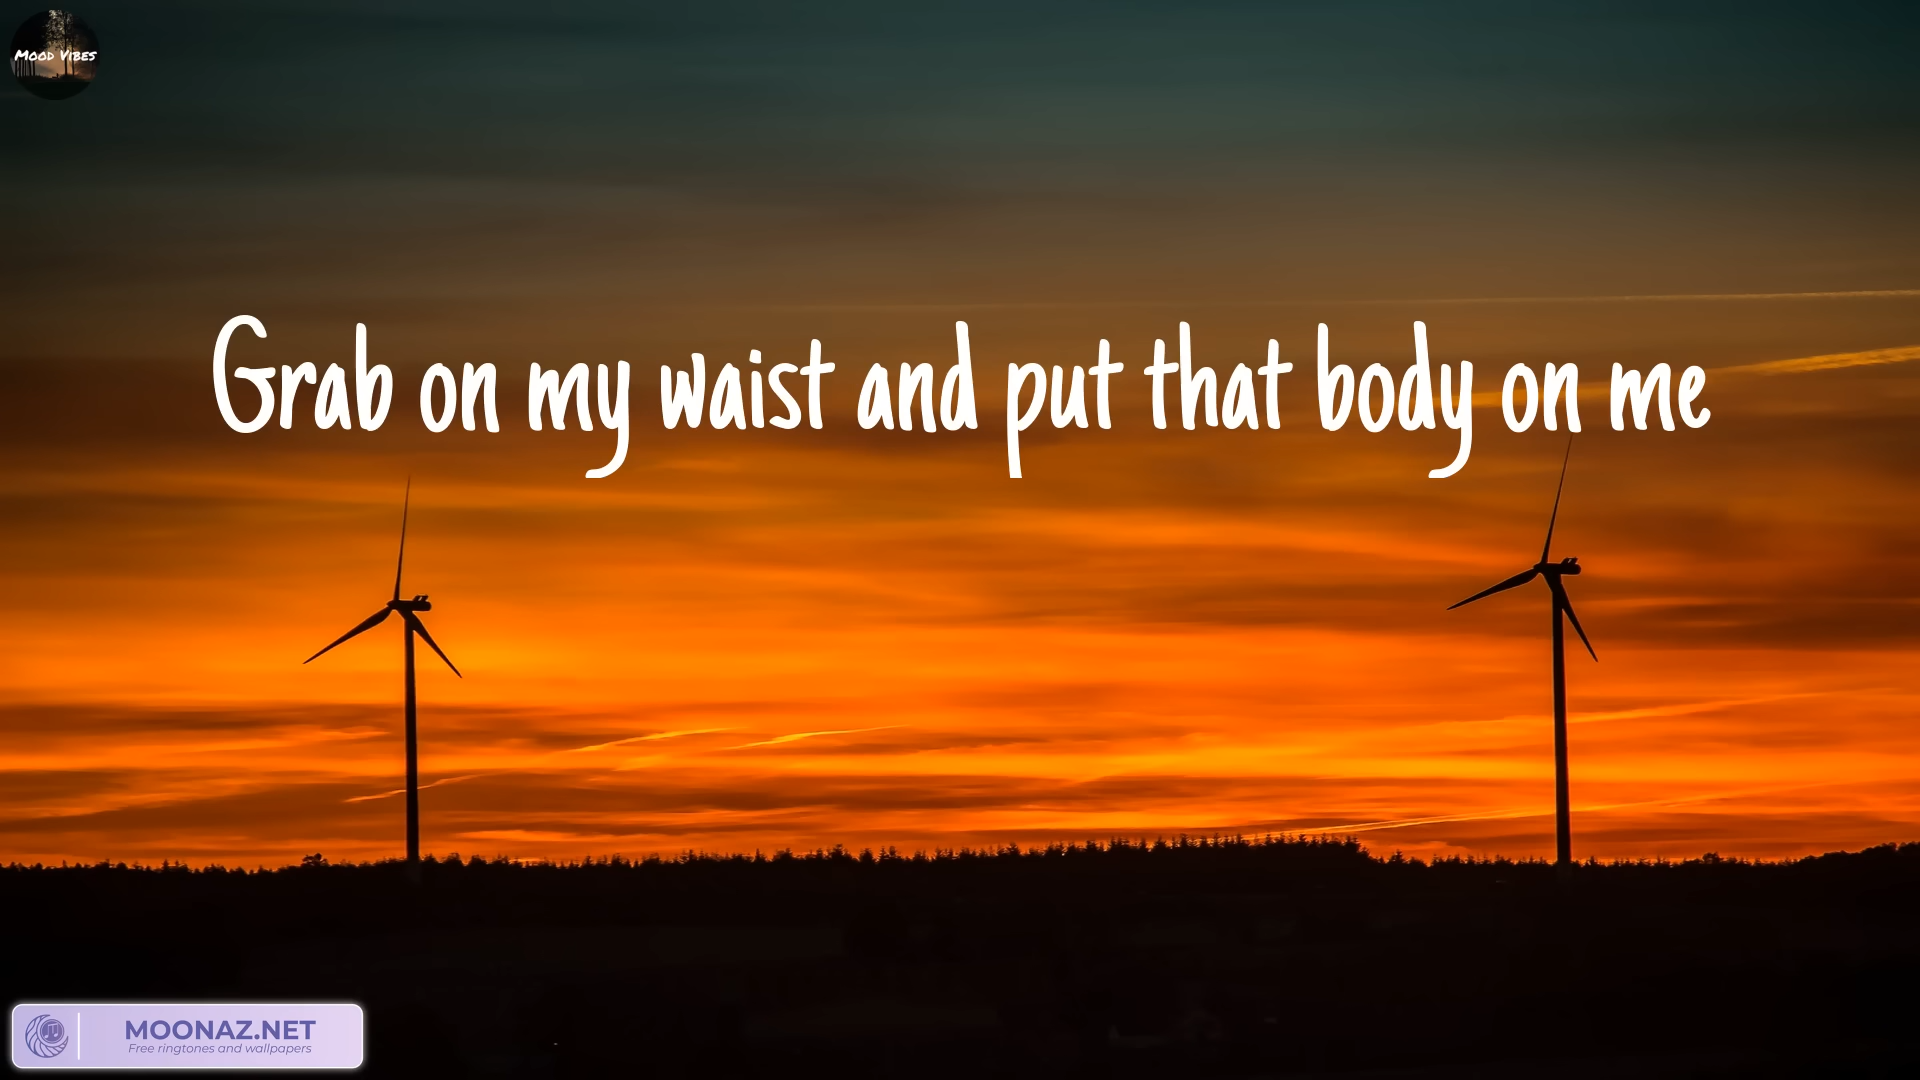 Mood Vibes
Grab on my waist and put that body on me
MOONAZ.NET
Free ringtones and wallpapers